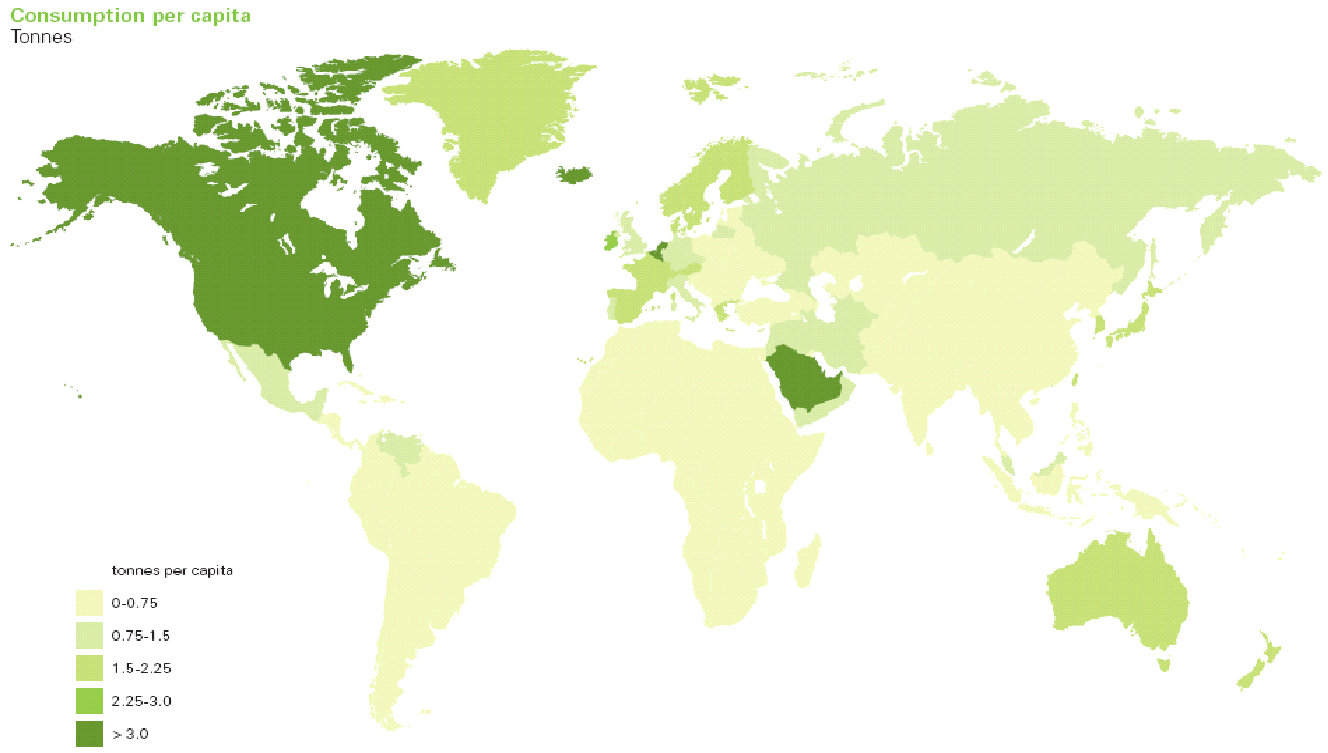 Consumption per capita
Tonnes
tonnes per capita
0-0.75
0.75-1.5
1.5-2.25
2.25-3.0
> 3.0